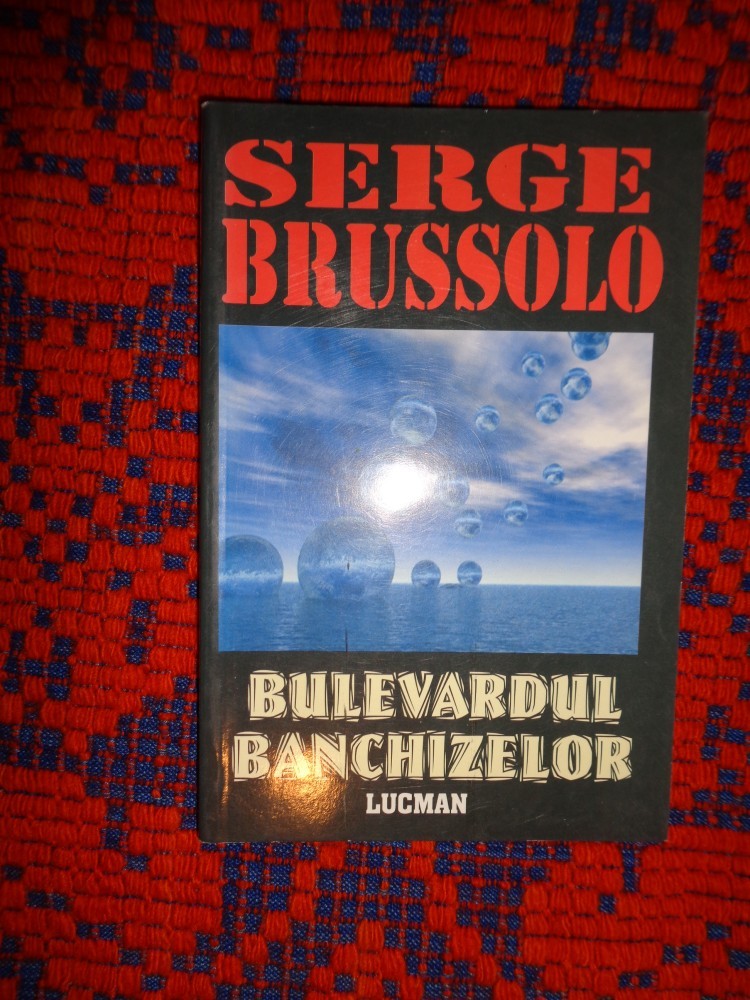 SERGE
BRUSSOLO
BULEVARDUL
BANCHIZELOR
LUCMAN